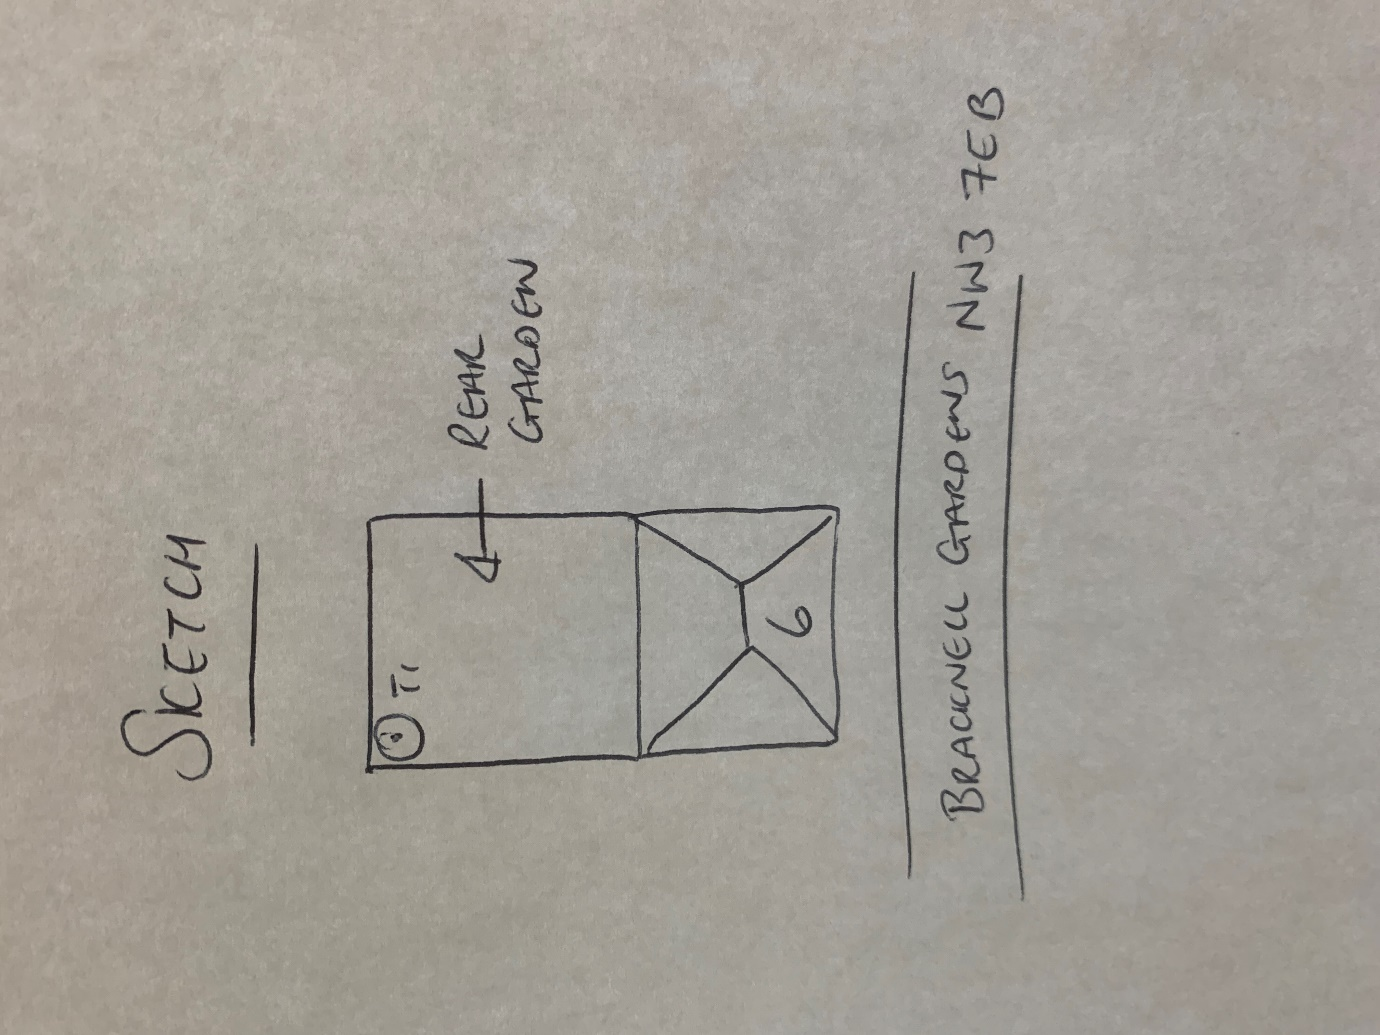 SKETCH
REAR
GARDEN
T1
6
BRACKNELL GARDENS NW3 7EB